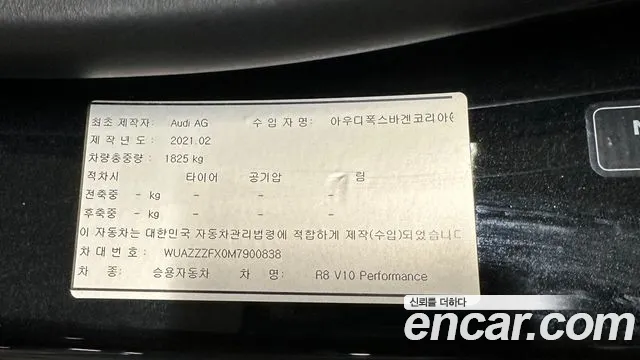 최초 제작자: Audi AG 수 입 자 명: 아우디폭스바겐코리아㈜
제 작 년 도 : 2021.02
차량총중량 : 1825 kg
적차시 타이어 공기압 림
전축중 - kg - - -
후축중 - kg - - -
이 자동차는 대한민국 자동차관리법령에 적합하게 제작(수입)되었습니다
차 대 번 호 : WUAZZZFX0M7900838
차 종: 승용자동차 차 명: R8 V10 Performance
신뢰를 더하다
encar.com